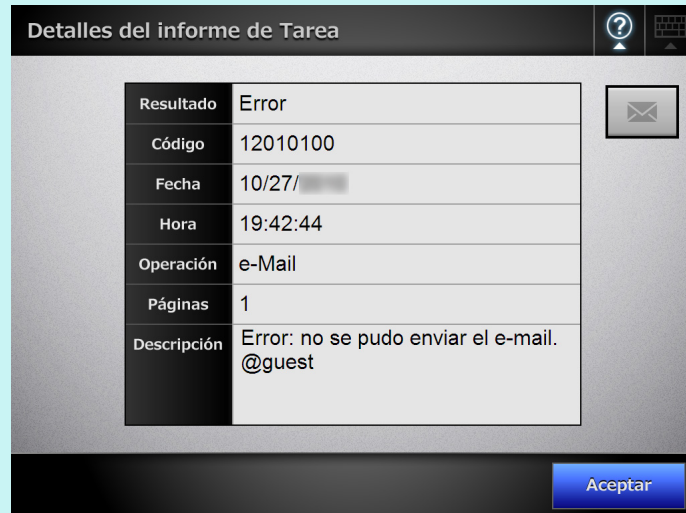 Detalles del informe de Tarea
Resultado Error
Código 12010100
Fecha 10/27/
Hora 19:42:44
Operación e-Mail
Páginas 1
Descripción Error: no se pudo enviar el e-mail.
@guest
Aceptar